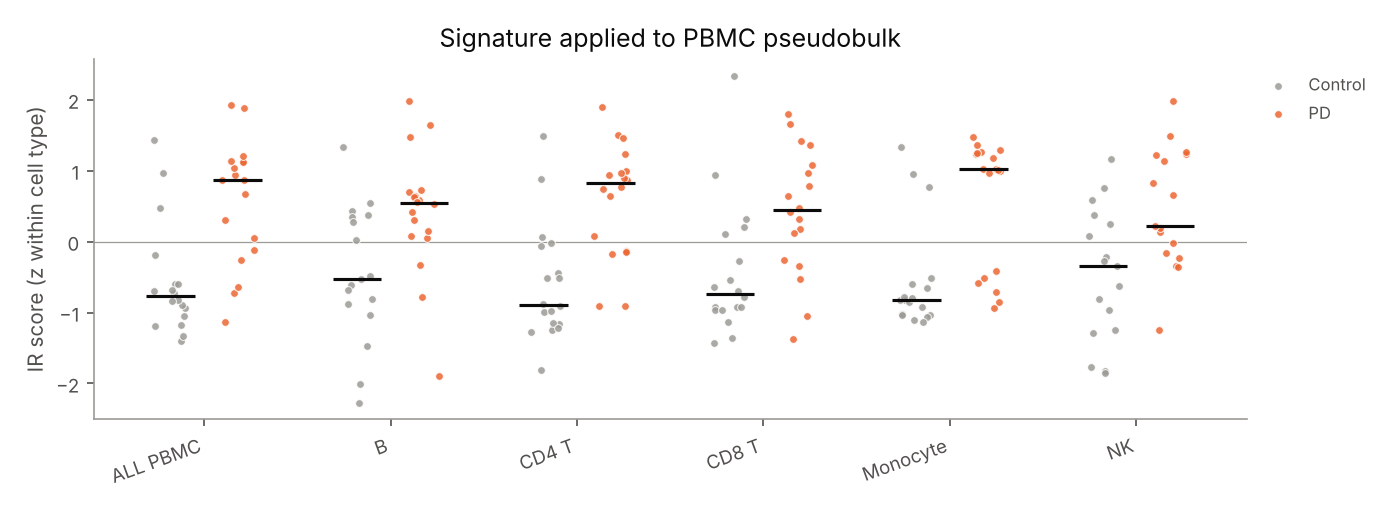 Signature applied to PBMC pseudobulk
Control
PD
IR score (z within cell type)
2
1
0
−1
−2
ALL PBMC
B
CD4 T
CD8 T
Monocyte
NK